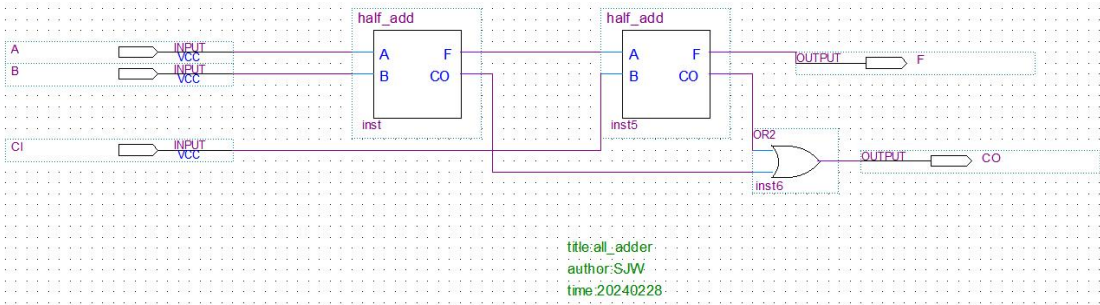 half_add
half_add
A
INPUT
VCC
B
INPUT
VCC
A
F
B
CO
inst
A
F
B
CO
inst5
OUTPUT
F
CI
INPUT
VCC
OR2
inst6
OUTPUT
CO
title:all_adder
author:SJW
time:20240228